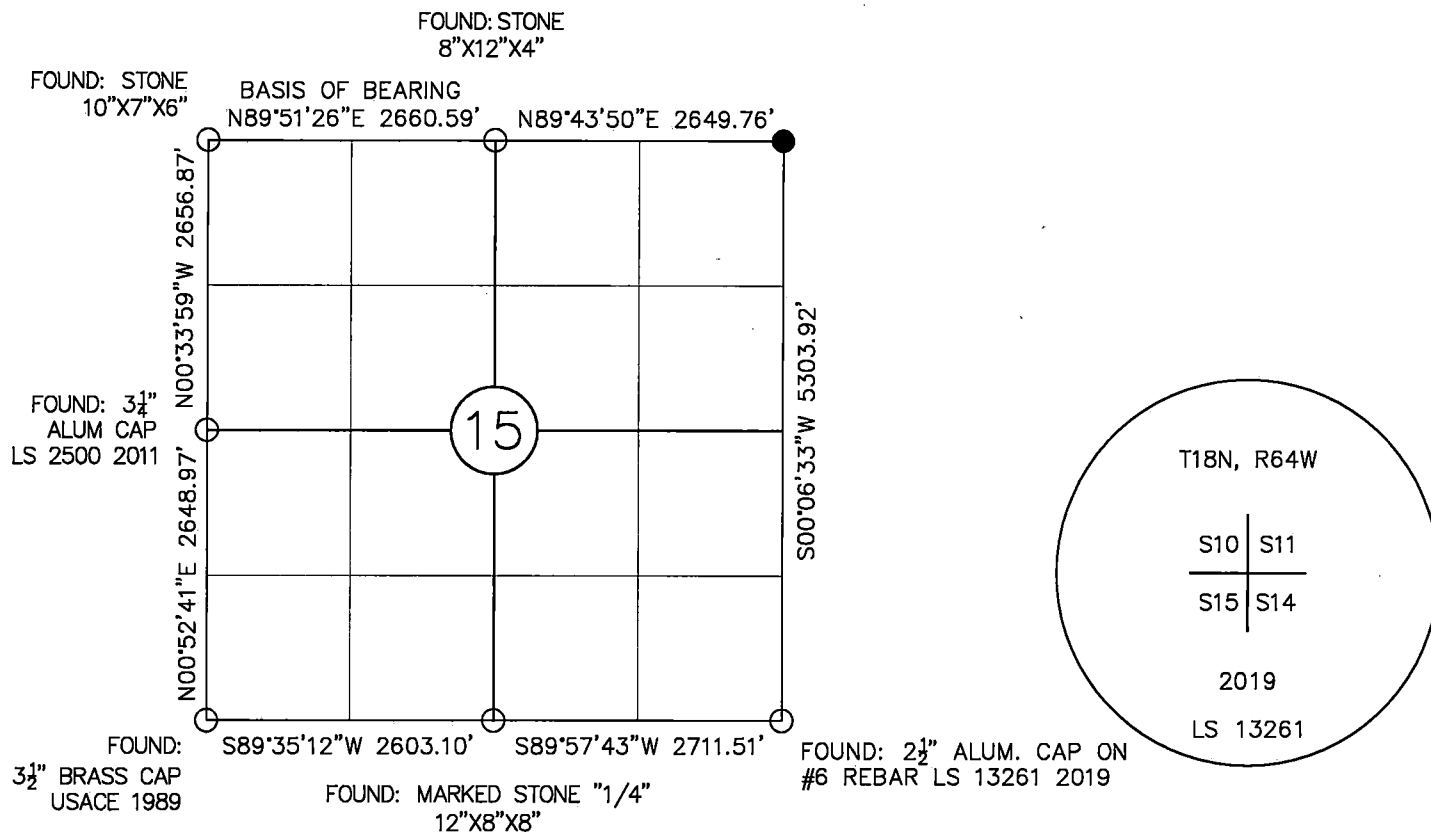 FOUND: STONE
8"X12"X4"
FOUND: STONE
10"X7"X6"
BASIS OF BEARING
N89°51'26"E 2660.59'
N89°43'50"E 2649.76'
N00°33'59"W 2656.87'
FOUND: 3¼"
ALUM CAP
LS 2500 2011
15
N00°52'41"E 2648.97'
S00°06'33"W 5303.92'
FOUND:
3½" BRASS CAP
USACE 1989
S89°35'12"W 2603.10'
S89°57'43"W 2711.51'
FOUND: MARKED STONE "1/4"
12"X8"X8"
FOUND: 2½" ALUM. CAP ON
#6 REBAR LS 13261 2019
T18N, R64W
S10 S11
S15 S14
2019
LS 13261